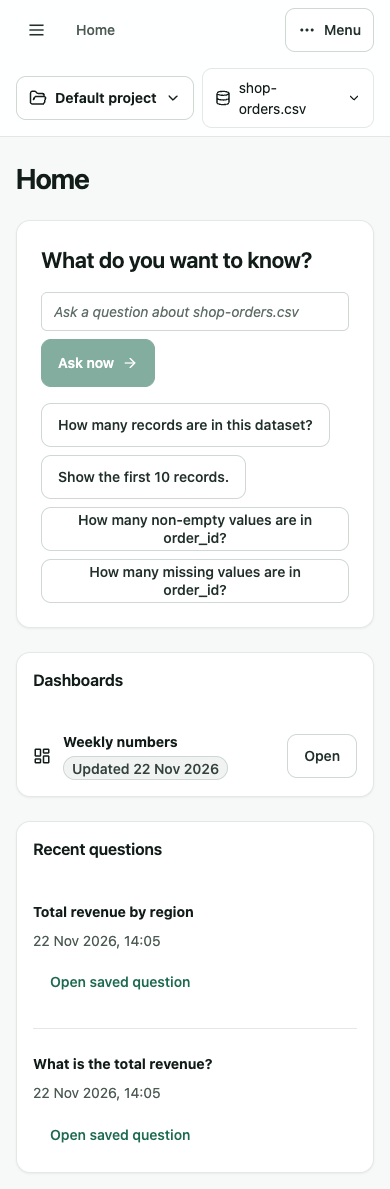 Home
Menu
Default project
shop-
orders.csv
Home
What do you want to know?
Ask a question about shop-orders.csv
Ask now
How many records are in this dataset?
Show the first 10 records.
How many non-empty values are in
order_id?
How many missing values are in
order_id?
Dashboards
Weekly numbers
Updated 22 Nov 2026
Open
Recent questions
Total revenue by region
22 Nov 2026, 14:05
Open saved question
What is the total revenue?
22 Nov 2026, 14:05
Open saved question